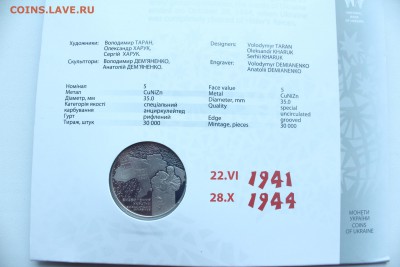 COINS.LAVE.RU
Художники: Володимир ТАРАН,
Олександр ХАРУК,
Сергій ХАРУК
Скульптори: Володимир ДЕМ'ЯНЕНКО,
Анатолій ДЕМ'ЯНЕНКО
Designers Volodymyr TARAN
Oleksandr KHARUK
Serhii KHARUK
Engraver: Volodymyr DEMIANENKO
Anatolii DEMIANENKO
Номінал 5
Метал CuNiZn
Діаметр, мм 35.0
Категорія якості спеціальний
карбування анциркулейтед
Гурт рифлений
Тираж, штук 30 000
Face value 5
Metal CuNiZn
Diameter, mm 35.0
Quality special
uncirculated
Edge grooved
Mintage, pieces 30 000
22.VI 1941
28.X 1944
МОНЕТИ
УКРАЇНИ
COINS
OF UKRAINE